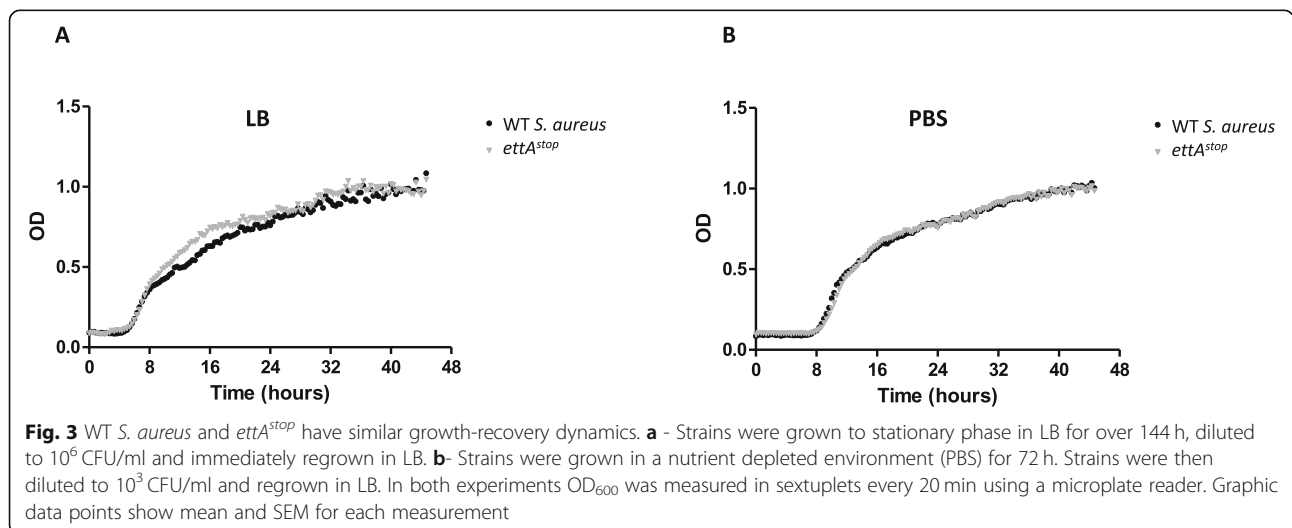 A
B
1.5
1.0
0.5
0.0
OD
LB
WT S. aureus
ettA^stop
0 8 16 24 32 40 48
Time (hours)
1.5
1.0
0.5
0.0
OD
PBS
WT S. aureus
ettA^stop
0 8 16 24 32 40 48
Time (hours)
Fig. 3 WT S. aureus and ettA^stop have similar growth-recovery dynamics. a - Strains were grown to stationary phase in LB for over 144 h, diluted
to 10^6 CFU/ml and immediately regrown in LB. b- Strains were grown in a nutrient depleted environment (PBS) for 72 h. Strains were then
diluted to 10^3 CFU/ml and regrown in LB. In both experiments OD600 was measured in sextuplets every 20 min using a microplate reader. Graphic
data points show mean and SEM for each measurement